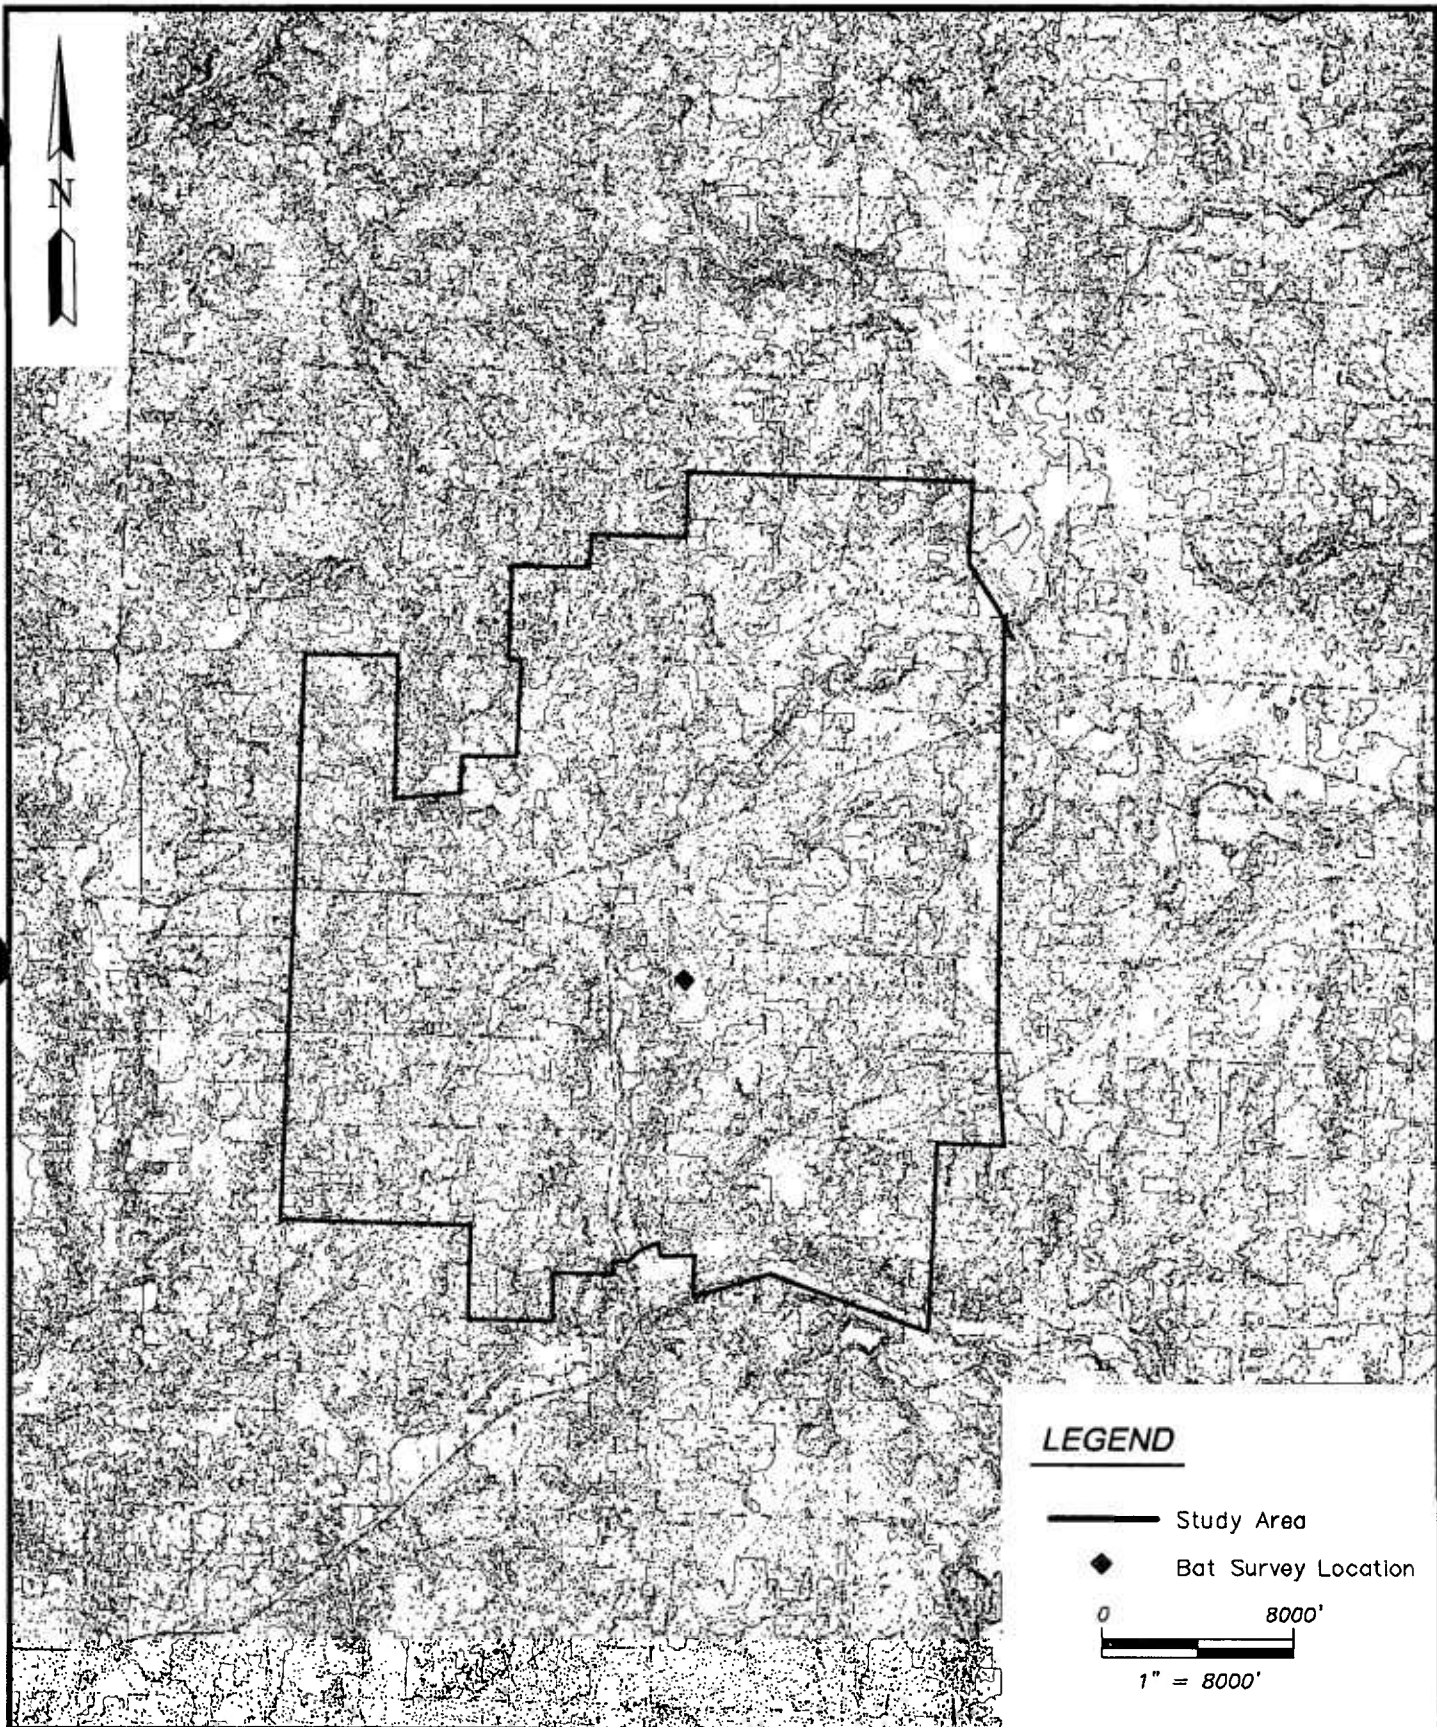 N
LEGEND
Study Area
Bat Survey Location
0 8000'
1" = 8000'